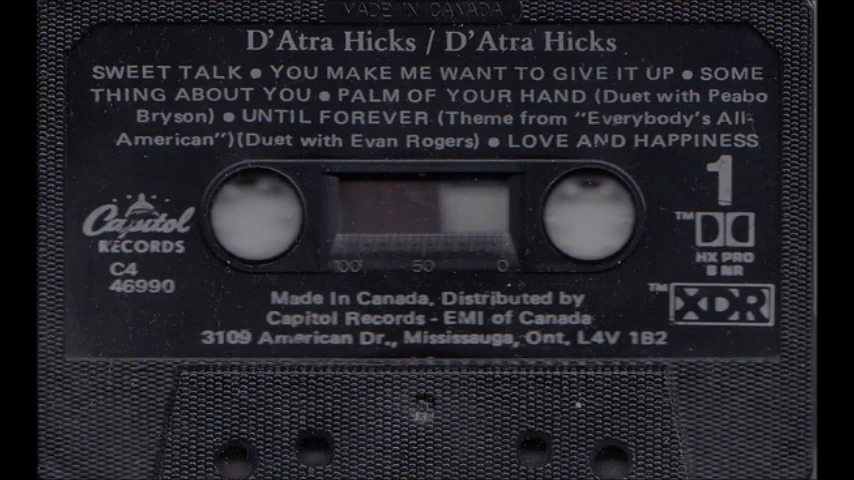 MADE IN CANADA
D'Atra Hicks / D'Atra Hicks
SWEET TALK ● YOU MAKE ME WANT TO GIVE IT UP ● SOME
THING ABOUT YOU ● PALM OF YOUR HAND (Duet with Peabo
Bryson) ● UNTIL FOREVER (Theme from "Everybody's All-
American")(Duet with Evan Rogers) ● LOVE AND HAPPINESS
1
Capitol
RECORDS
C4
46990
TM
HX PRO
B NR
100 50 0
TM XDR
Made In Canada, Distributed by
Capitol Records - EMI of Canada
3109 American Dr., Mississauga, Ont, L4V 1B2